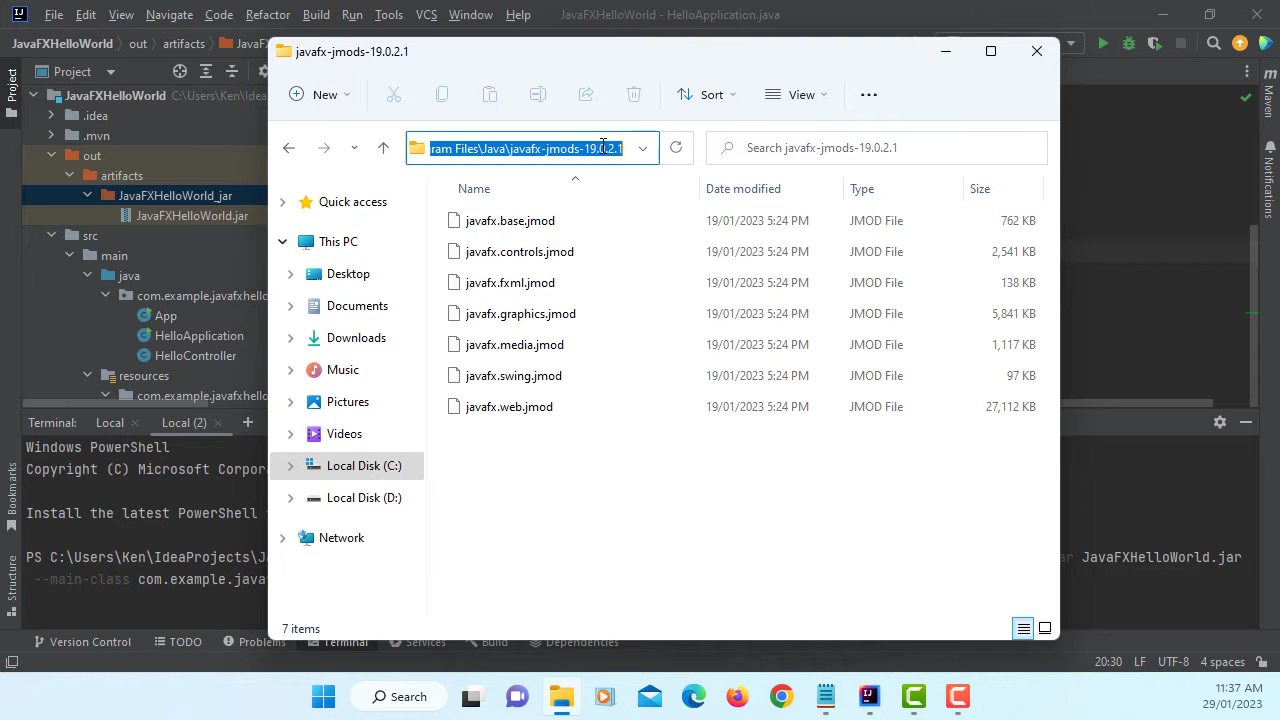 File Edit View Navigate Code Refactor Build Run Tools VCS Window Help JavaFXHelloWorld - HelloApplication.java
JavaFXHelloWorld out artifacts JavaF
Project
JavaFXHelloWorld C:\Users\Ken\Idea
.idea
.mvn
out
artifacts
JavaFXHelloWorld_jar
JavaFXHelloWorld.jar
src
main
java
com.example.javafxhello
App
HelloApplication
HelloController
resources
com.example.javafxhello
Project
Bookmarks
Structure
Maven
javafx-jmods-19.0.2.1
New Sort View
ram Files\Java\javafx-jmods-19.0.2.1 Search javafx-jmods-19.0.2.1
Quick access
This PC
Desktop
Documents
Downloads
Music
Pictures
Videos
Local Disk (C:)
Local Disk (D:)
Network
Name Date modified Type Size
javafx.base.jmod 19/01/2023 5:24 PM JMOD File 762 KB
javafx.controls.jmod 19/01/2023 5:24 PM JMOD File 2,541 KB
javafx.fxml.jmod 19/01/2023 5:24 PM JMOD File 138 KB
javafx.graphics.jmod 19/01/2023 5:24 PM JMOD File 5,841 KB
javafx.media.jmod 19/01/2023 5:24 PM JMOD File 1,117 KB
javafx.swing.jmod 19/01/2023 5:24 PM JMOD File 97 KB
javafx.web.jmod 19/01/2023 5:24 PM JMOD File 27,112 KB
7 items
Terminal: Local Local (2)
Windows PowerShell
Copyright (C) Microsoft Corpora
Install the latest PowerShell
PS C:\Users\Ken\IdeaProjects\J JavaFXHelloWorld.jar
--main-class com.example.javaf
Version Control TODO Problems Terminal Services Build Dependencies
20:30 LF UTF-8 4 spaces
Search
11:37 AM
29/01/2023